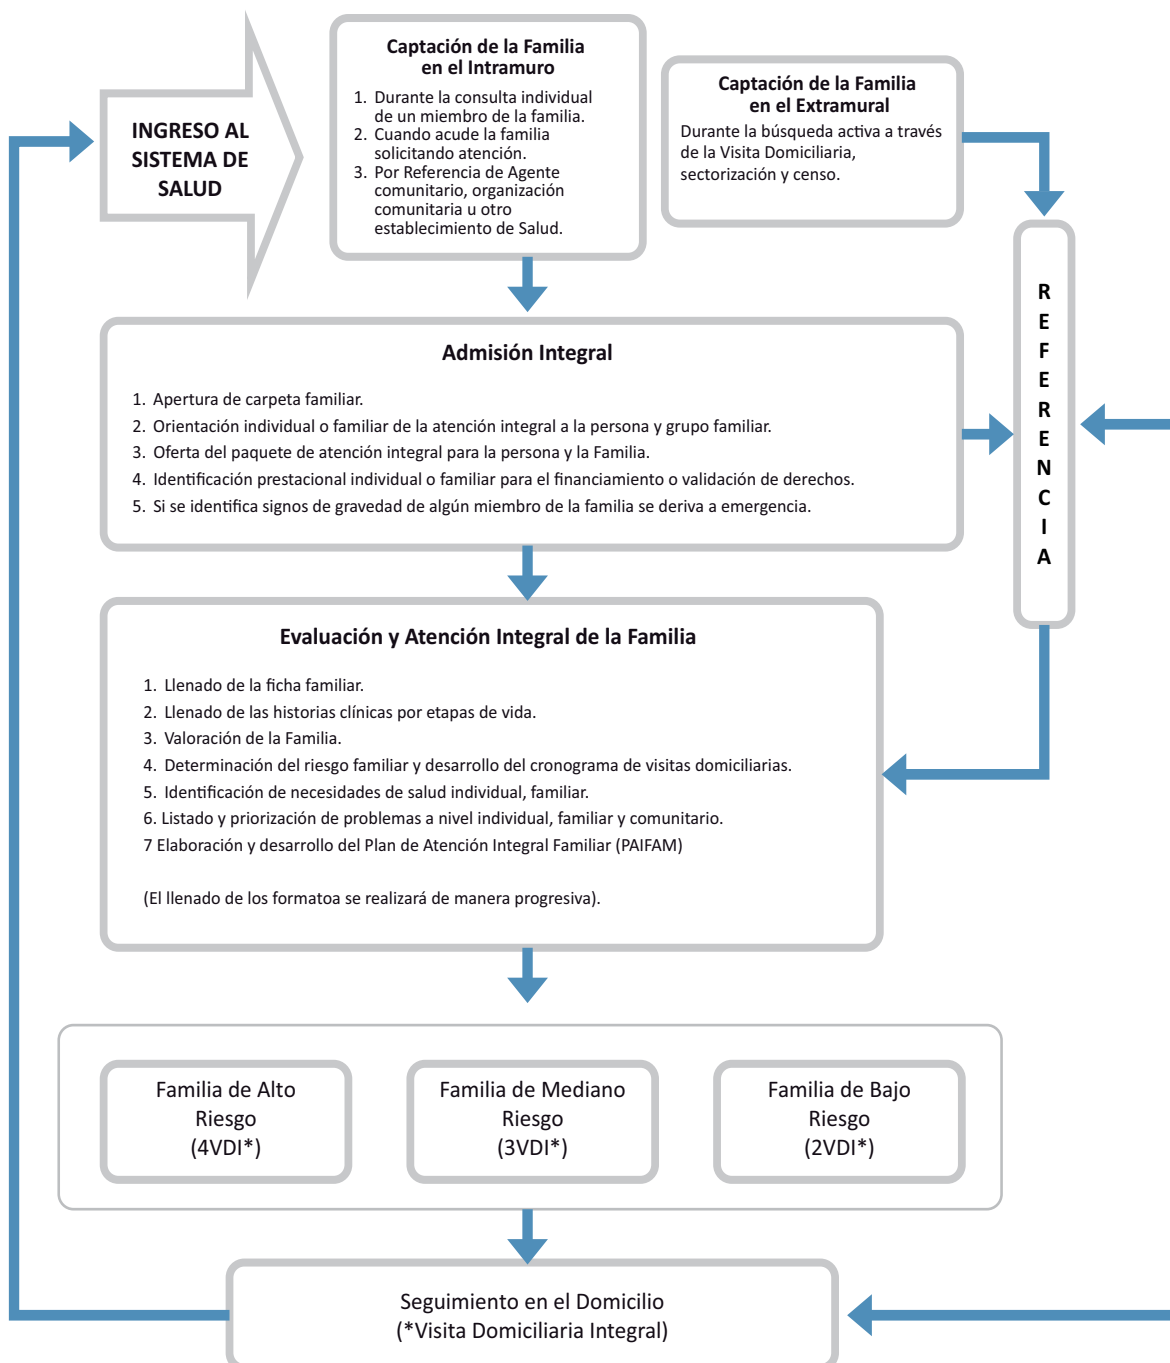 INGRESO AL
SISTEMA DE
SALUD
Captación de la Familia
en el Intramuro
1. Durante la consulta individual
de un miembro de la familia.
2. Cuando acude la familia
solicitando atención.
3. Por Referencia de Agente
comunitario, organización
comunitaria u otro
establecimiento de Salud.
Captación de la Familia
en el Extramural
Durante la búsqueda activa a través
de la Visita Domiciliaria,
sectorización y censo.
R
E
F
E
R
E
N
C
I
A
Admisión Integral
1. Apertura de carpeta familiar.
2. Orientación individual o familiar de la atención integral a la persona y grupo familiar.
3. Oferta del paquete de atención integral para la persona y la Familia.
4. Identificación prestacional individual o familiar para el financiamiento o validación de derechos.
5. Si se identifica signos de gravedad de algún miembro de la familia se deriva a emergencia.
Evaluación y Atención Integral de la Familia
1. Llenado de la ficha familiar.
2. Llenado de las historias clínicas por etapas de vida.
3. Valoración de la Familia.
4. Determinación del riesgo familiar y desarrollo del cronograma de visitas domiciliarias.
5. Identificación de necesidades de salud individual, familiar.
6. Listado y priorización de problemas a nivel individual, familiar y comunitario.
7 Elaboración y desarrollo del Plan de Atención Integral Familiar (PAIFAM)
(El llenado de los formatoa se realizará de manera progresiva).
Familia de Alto
Riesgo
(4VDI*)
Familia de Mediano
Riesgo
(3VDI*)
Familia de Bajo
Riesgo
(2VDI*)
Seguimiento en el Domicilio
(*Visita Domiciliaria Integral)